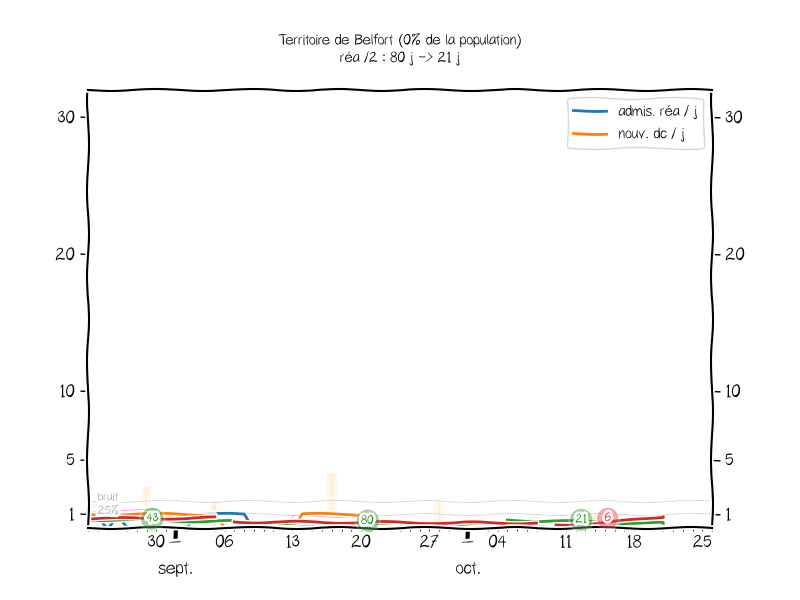 Territoire de Belfort (0% de la population)
réa /2 : 80 j -> 21 j
admis. réa / j
nouv. dc / j
30 30
20 20
10 10
5 5
bruit
25%
1 43 80 21 6 1
30 06 13 20 27 04 11 18 25
sept. oct.